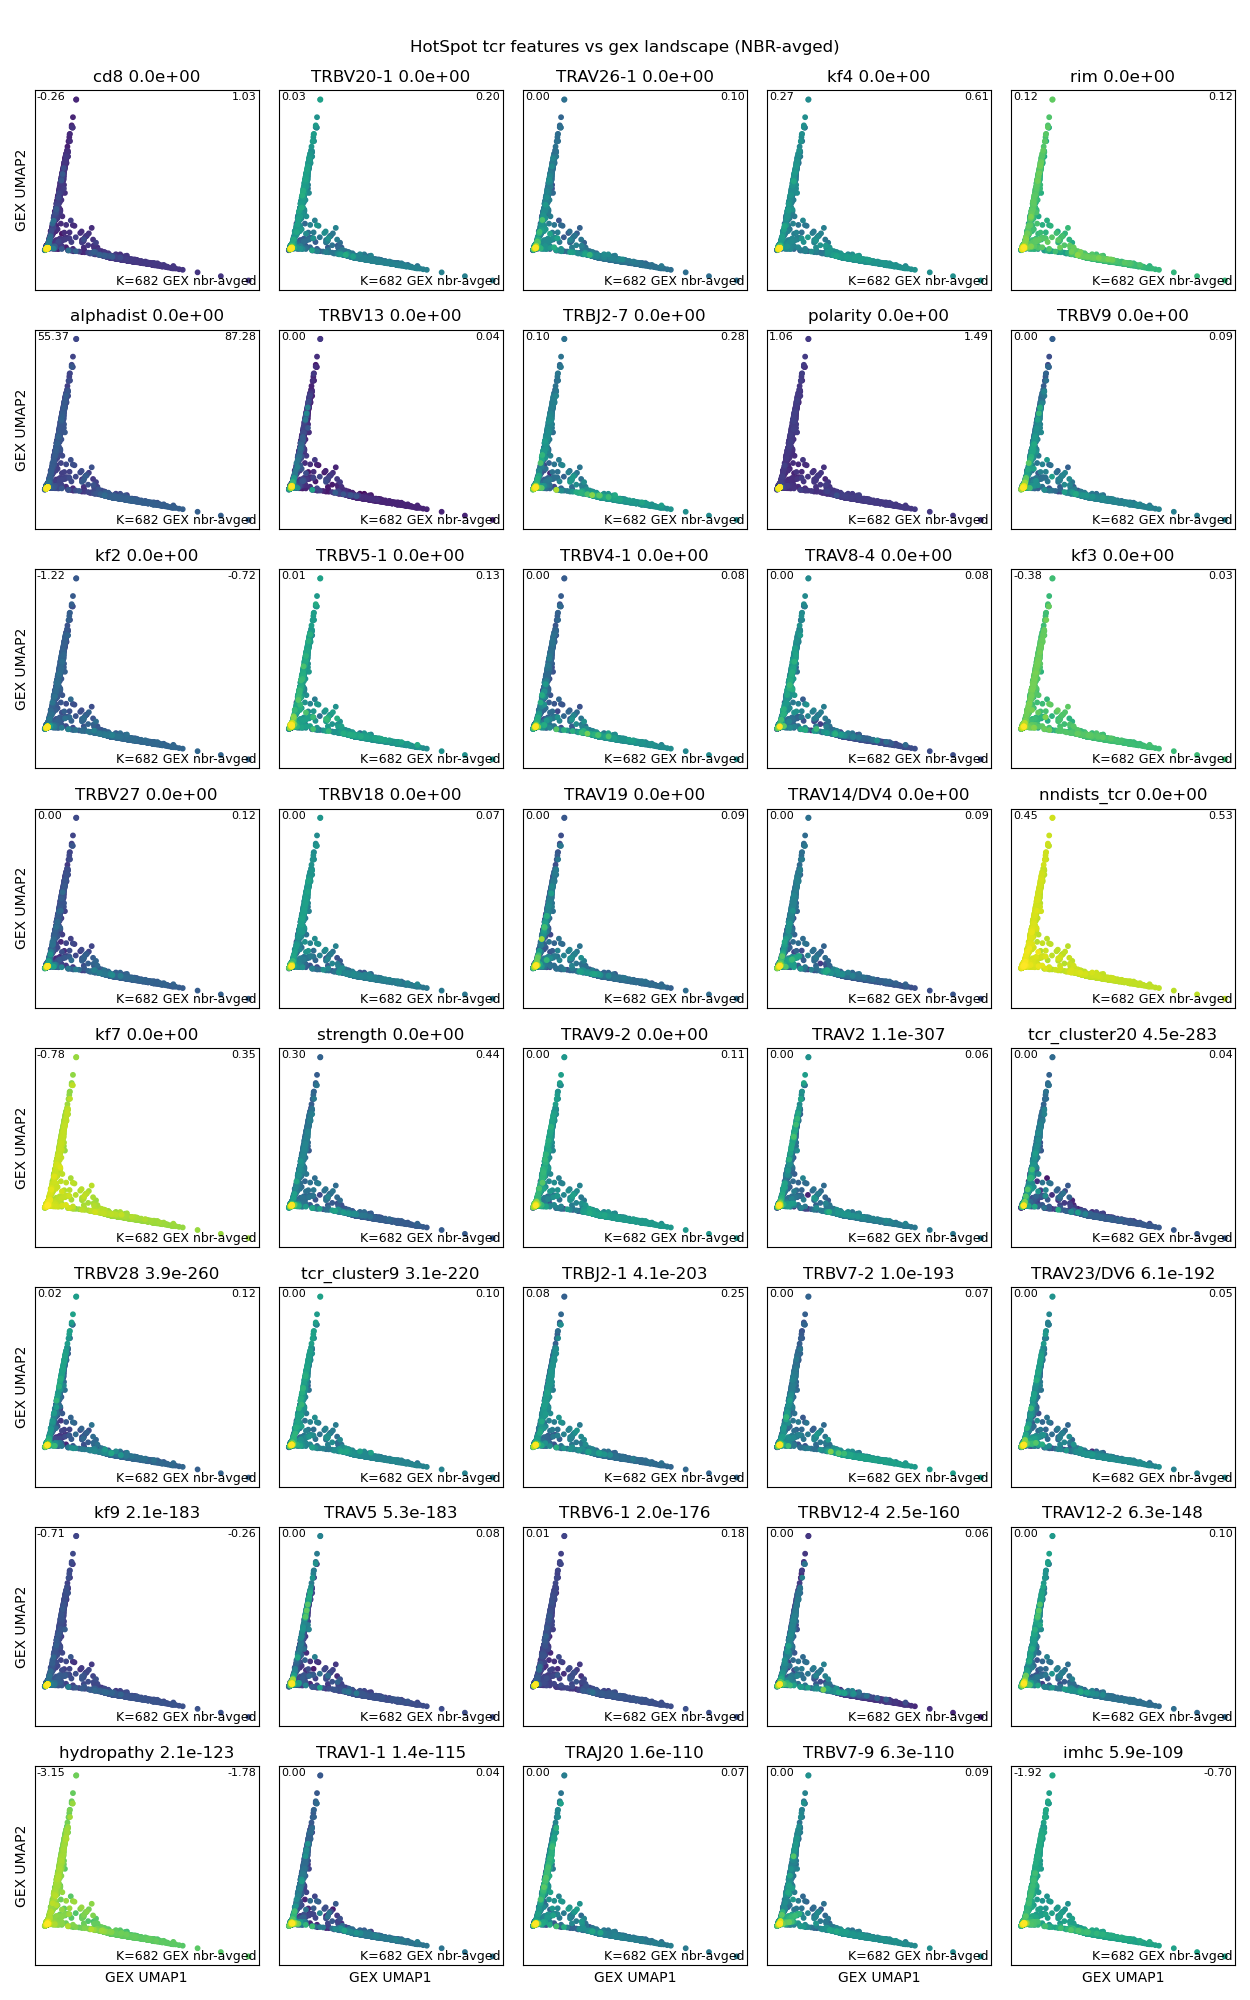 HotSpot tcr features vs gex landscape (NBR-avged)
cd8 0.0e+00
TRBV20-1 0.0e+00
TRAV26-1 0.0e+00
kf4 0.0e+00
rim 0.0e+00
-0.26 1.03
0.03 0.20
0.00 0.10
0.27 0.61
0.12 0.12
GEX UMAP2
K=682 GEX nbr-avged
K=682 GEX nbr-avged
K=682 GEX nbr-avged
K=682 GEX nbr-avged
K=682 GEX nbr-avged
alphadist 0.0e+00
TRBV13 0.0e+00
TRBJ2-7 0.0e+00
polarity 0.0e+00
TRBV9 0.0e+00
55.37 87.28
0.00 0.04
0.10 0.28
1.06 1.49
0.00 0.09
GEX UMAP2
K=682 GEX nbr-avged
K=682 GEX nbr-avged
K=682 GEX nbr-avged
K=682 GEX nbr-avged
K=682 GEX nbr-avged
kf2 0.0e+00
TRBV5-1 0.0e+00
TRBV4-1 0.0e+00
TRAV8-4 0.0e+00
kf3 0.0e+00
-1.22 -0.72
0.01 0.13
0.00 0.08
0.00 0.08
-0.38 0.03
GEX UMAP2
K=682 GEX nbr-avged
K=682 GEX nbr-avged
K=682 GEX nbr-avged
K=682 GEX nbr-avged
K=682 GEX nbr-avged
TRBV27 0.0e+00
TRBV18 0.0e+00
TRAV19 0.0e+00
TRAV14/DV4 0.0e+00
nndists_tcr 0.0e+00
0.00 0.12
0.00 0.07
0.00 0.09
0.00 0.09
0.45 0.53
GEX UMAP2
K=682 GEX nbr-avged
K=682 GEX nbr-avged
K=682 GEX nbr-avged
K=682 GEX nbr-avged
K=682 GEX nbr-avged
kf7 0.0e+00
strength 0.0e+00
TRAV9-2 0.0e+00
TRAV2 1.1e-307
tcr_cluster20 4.5e-283
-0.78 0.35
0.30 0.44
0.00 0.11
0.00 0.06
0.00 0.04
GEX UMAP2
K=682 GEX nbr-avged
K=682 GEX nbr-avged
K=682 GEX nbr-avged
K=682 GEX nbr-avged
K=682 GEX nbr-avged
TRBV28 3.9e-260
tcr_cluster9 3.1e-220
TRBJ2-1 4.1e-203
TRBV7-2 1.0e-193
TRAV23/DV6 6.1e-192
0.02 0.12
0.00 0.10
0.08 0.25
0.00 0.07
0.00 0.05
GEX UMAP2
K=682 GEX nbr-avged
K=682 GEX nbr-avged
K=682 GEX nbr-avged
K=682 GEX nbr-avged
K=682 GEX nbr-avged
kf9 2.1e-183
TRAV5 5.3e-183
TRBV6-1 2.0e-176
TRBV12-4 2.5e-160
TRAV12-2 6.3e-148
-0.71 -0.26
0.00 0.08
0.01 0.18
0.00 0.06
0.00 0.10
GEX UMAP2
K=682 GEX nbr-avged
K=682 GEX nbr-avged
K=682 GEX nbr-avged
K=682 GEX nbr-avged
K=682 GEX nbr-avged
hydropathy 2.1e-123
TRAV1-1 1.4e-115
TRAJ20 1.6e-110
TRBV7-9 6.3e-110
imhc 5.9e-109
-3.15 -1.78
0.00 0.04
0.00 0.07
0.00 0.09
-1.92 -0.70
GEX UMAP2
K=682 GEX nbr-avged
K=682 GEX nbr-avged
K=682 GEX nbr-avged
K=682 GEX nbr-avged
K=682 GEX nbr-avged
GEX UMAP1
GEX UMAP1
GEX UMAP1
GEX UMAP1
GEX UMAP1